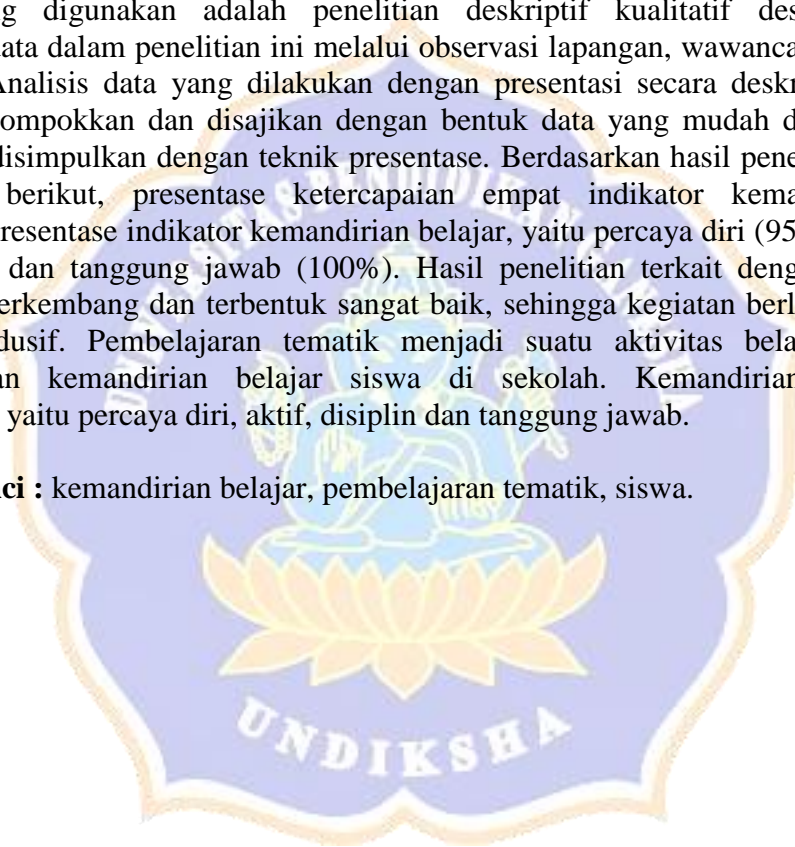 ng digunakan adalah penelitian deskriptif kualitatif des
ata dalam penelitian ini melalui observasi lapangan, wawanca
Analisis data yang dilakukan dengan presentasi secara deskr
ompokkan dan disajikan dengan bentuk data yang mudah d
disimpulkan dengan teknik presentase. Berdasarkan hasil pene
berikut, presentase ketercapaian empat indikator kema
resentase indikator kemandirian belajar, yaitu percaya diri (95
dan tanggung jawab (100%). Hasil penelitian terkait deng
erkembang dan terbentuk sangat baik, sehingga kegiatan berl
dusif. Pembelajaran tematik menjadi suatu aktivitas bela
an kemandirian belajar siswa di sekolah. Kemandirian
yaitu percaya diri, aktif, disiplin dan tanggung jawab.
ci : kemandirian belajar, pembelajaran tematik, siswa.
UNDIKSHA